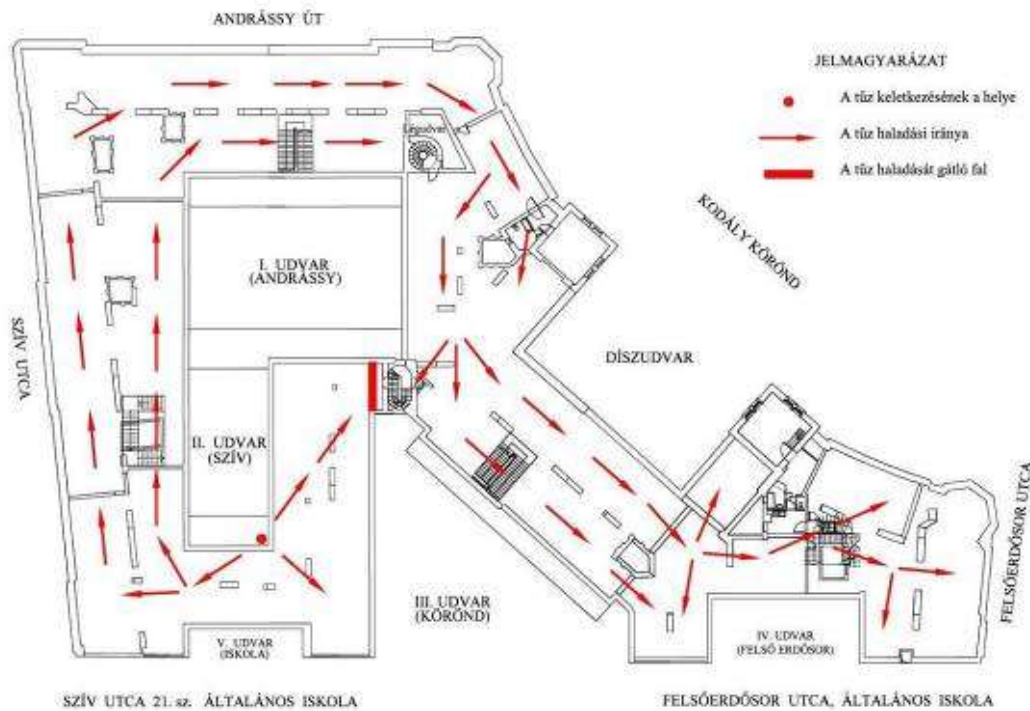 ANDRÁSSY ÚT
JELMAGYARÁZAT
A tűz keletkezésének a helye
A tűz haladási iránya
A tűz haladását gátló fal
Légudvar
KODÁLY KÖRÖND
I. UDVAR
(ANDRÁSSY)
SZÍV UTCA
DÍSZUDVAR
II. UDVAR
(SZÍV)
FELSŐERDŐSOR UTCA
III. UDVAR
(KÖRÖND)
V. UDVAR
(ISKOLA)
IV. UDVAR
(FELSŐ ERDŐSOR)
SZÍV UTCA 21. sz. ÁLTALÁNOS ISKOLA
FELSŐERDŐSOR UTCA, ÁLTALÁNOS ISKOLA